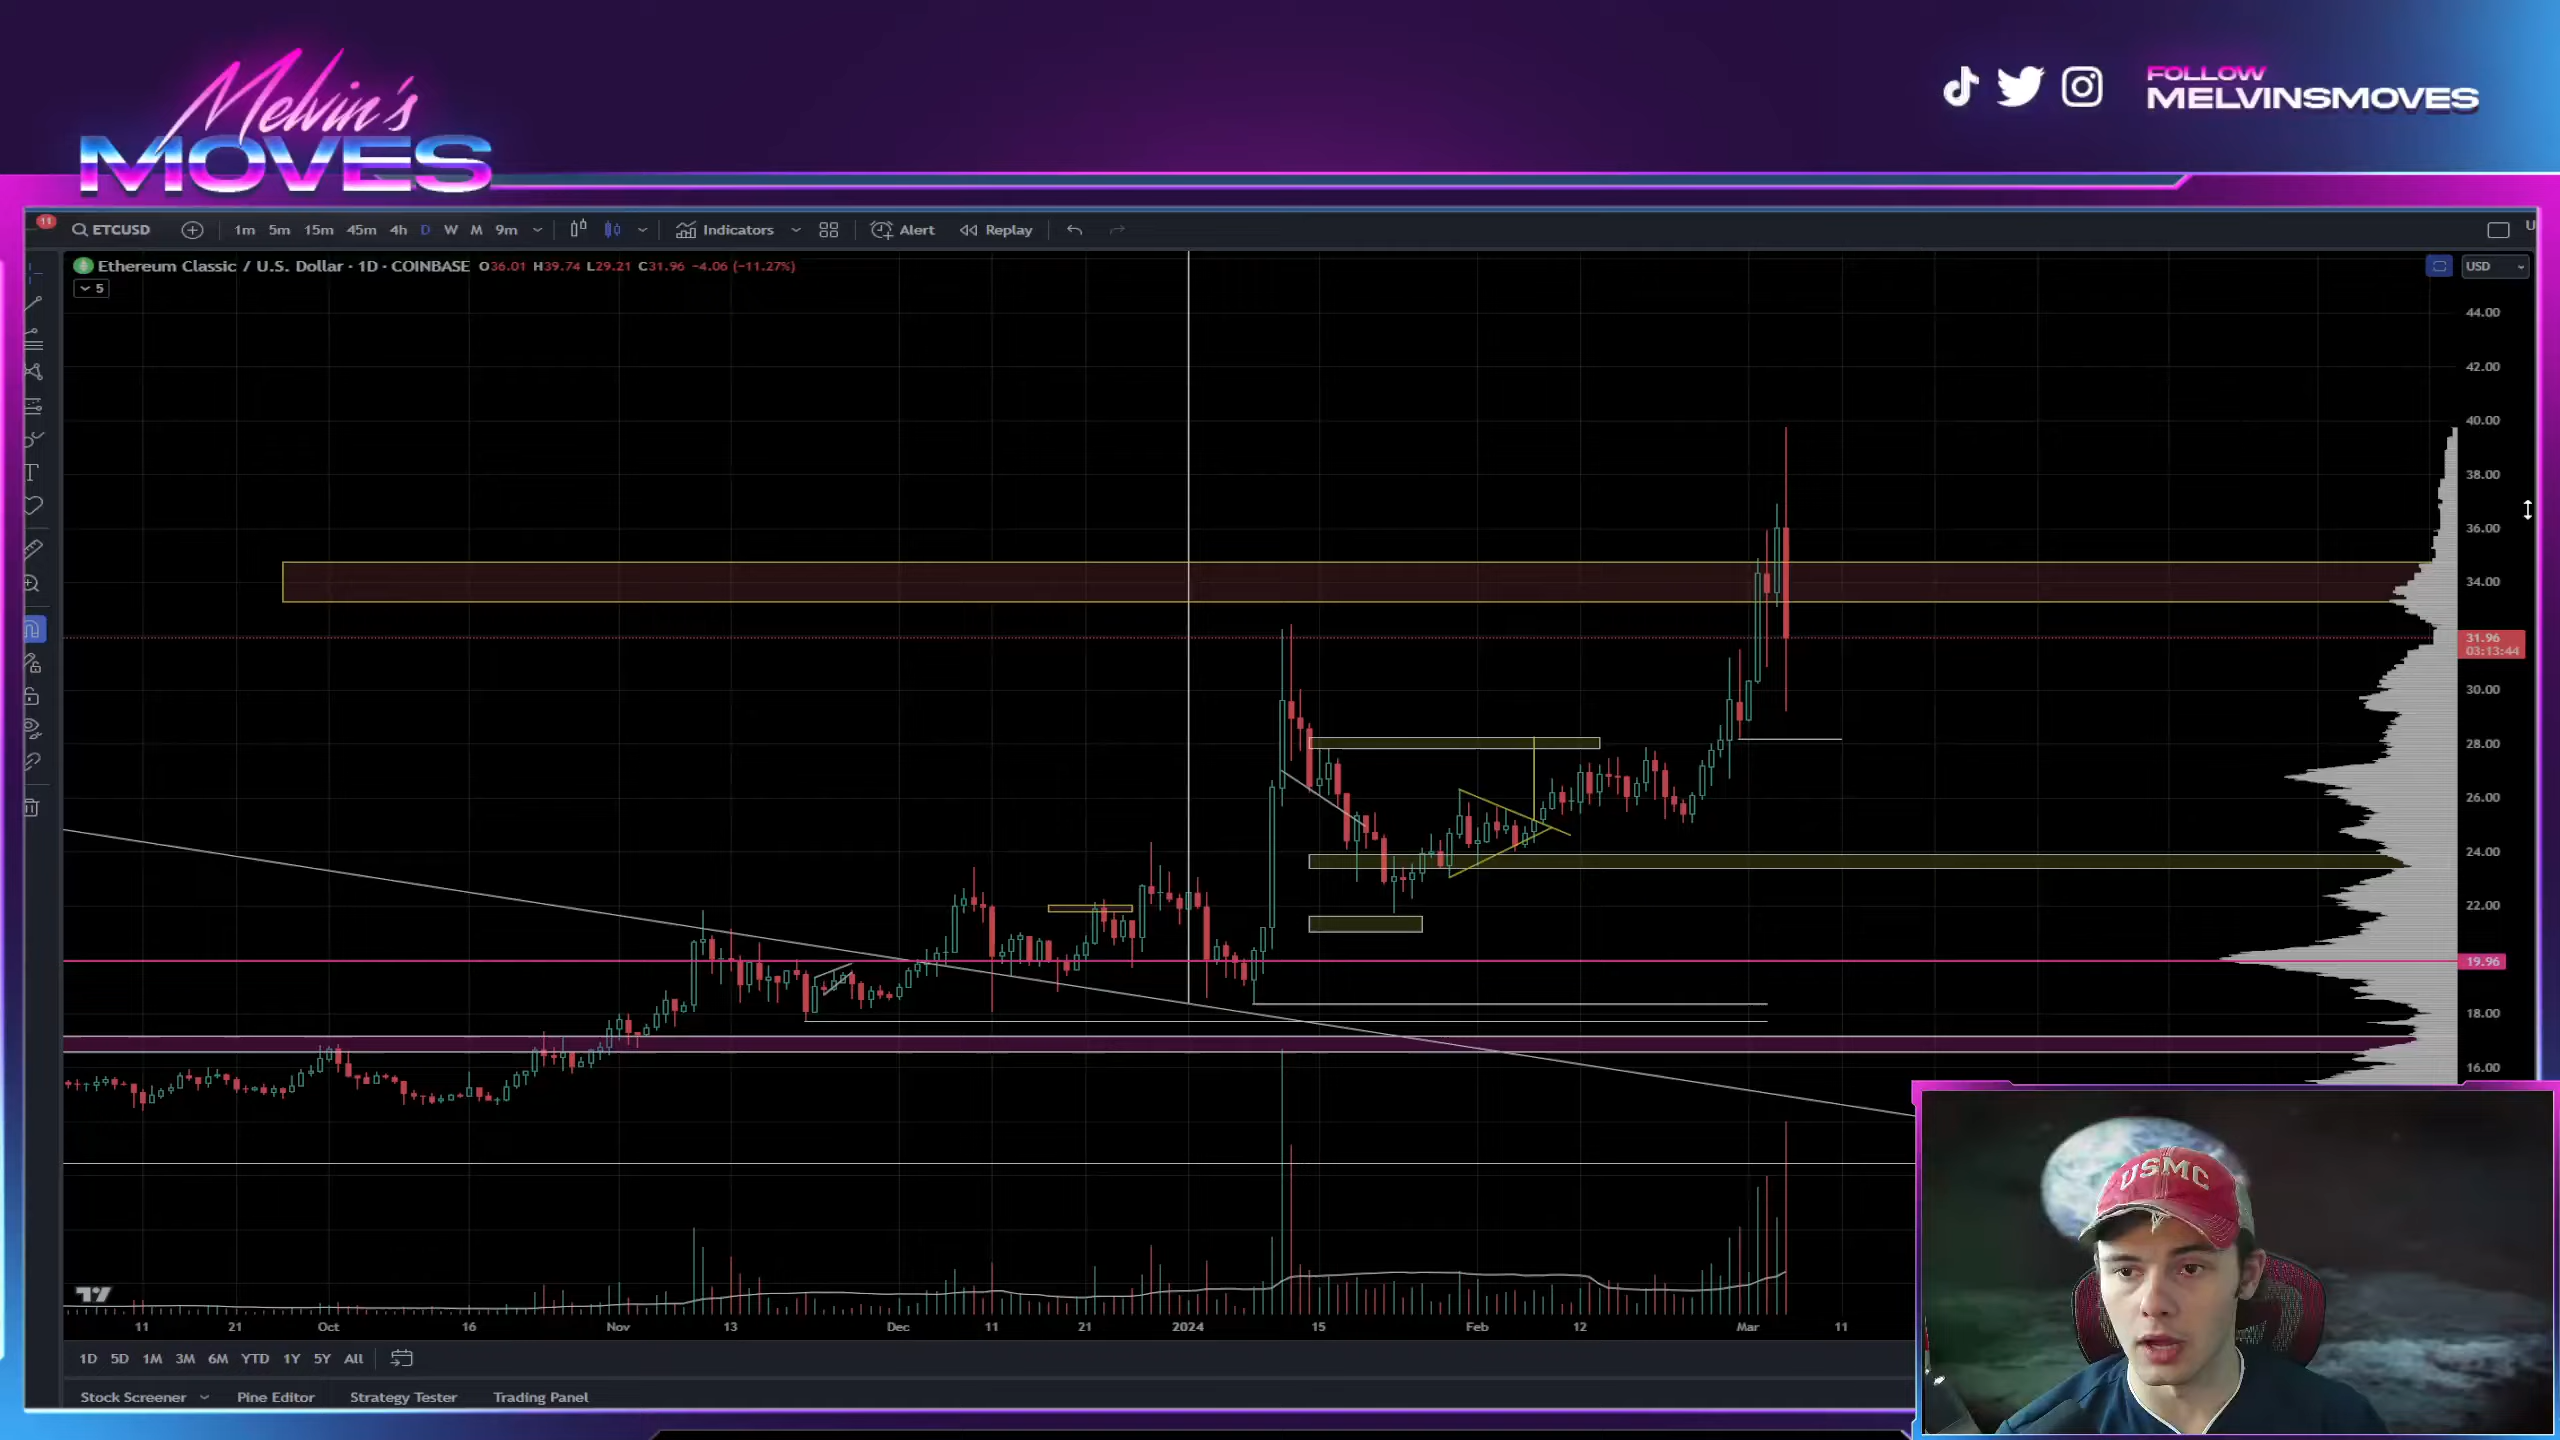 Melvin's
MOVES
FOLLOW
MELVINSMOVES
11
ETCUSD 1m 5m 15m 45m 4h D W M 9m Indicators Alert Replay
Ethereum Classic / U.S. Dollar · 1D · COINBASE O36.01 H39.74 L29.21 C31.96 −4.06 (−11.27%)
USD
5
44.00
42.00
40.00
38.00
36.00
34.00
31.96
03:13:44
30.00
28.00
26.00
24.00
22.00
19.96
18.00
16.00
USMC
11 21 Oct 16 Nov 13 Dec 11 21 2024 15 Feb 12 Mar 11
1D 5D 1M 3M 6M YTD 1Y 5Y All
Stock Screener Pine Editor Strategy Tester Trading Panel